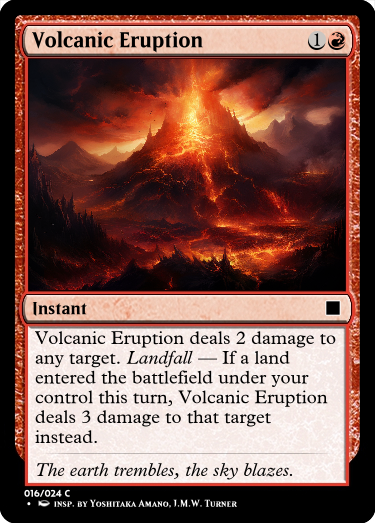 Volcanic Eruption 1
Instant
Volcanic Eruption deals 2 damage to
any target. Landfall — If a land
entered the battlefield under your
control this turn, Volcanic Eruption
deals 3 damage to that target
instead.
The earth trembles, the sky blazes.
016/024 C
• INSP. BY YOSHITAKA AMANO, J.M.W. TURNER